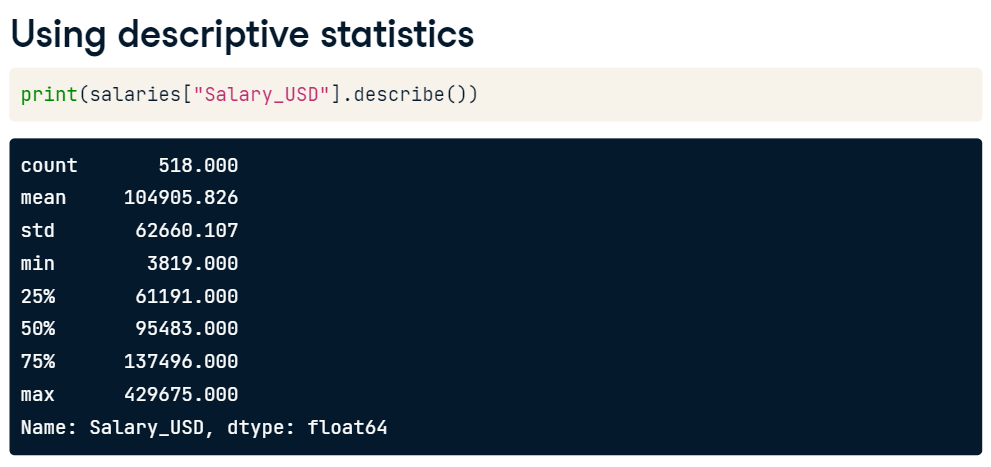 Using descriptive statistics
print(salaries["Salary_USD"].describe())
count       518.000
mean     104905.826
std       62660.107
min        3819.000
25%       61191.000
50%       95483.000
75%      137496.000
max      429675.000
Name: Salary_USD, dtype: float64